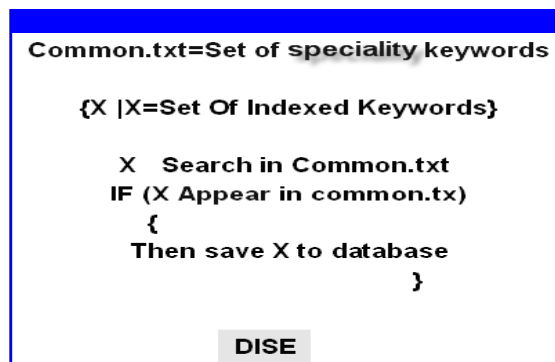 Common.txt=Set of speciality keywords
{X |X=Set Of Indexed Keywords}
X Search in Common.txt
IF (X Appear in common.tx)
{
Then save X to database
}
DISE